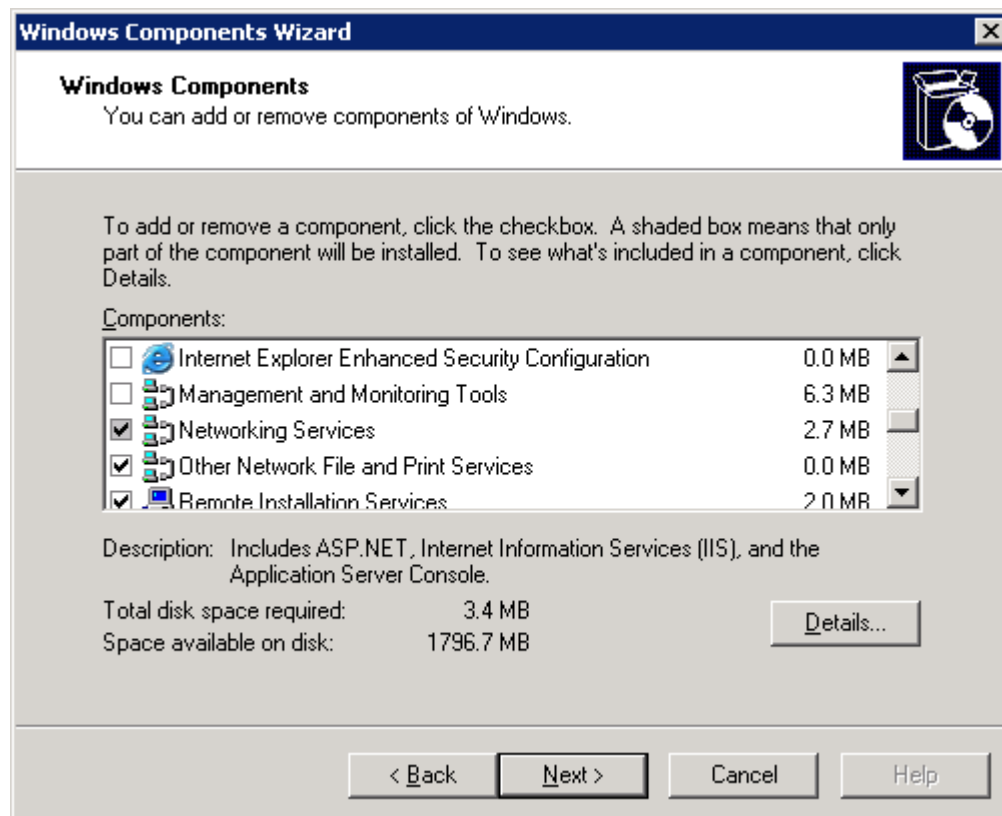 Windows Components Wizard
Windows Components
You can add or remove components of Windows.
To add or remove a component, click the checkbox. A shaded box means that only
part of the component will be installed. To see what's included in a component, click
Details.
Components:
Internet Explorer Enhanced Security Configuration 0.0 MB
Management and Monitoring Tools 6.3 MB
Networking Services 2.7 MB
Other Network File and Print Services 0.0 MB
Remote Installation Services 2.0 MB
Description: Includes ASP.NET, Internet Information Services (IIS), and the
Application Server Console.
Total disk space required: 3.4 MB
Space available on disk: 1796.7 MB
Details...
< Back Next > Cancel Help